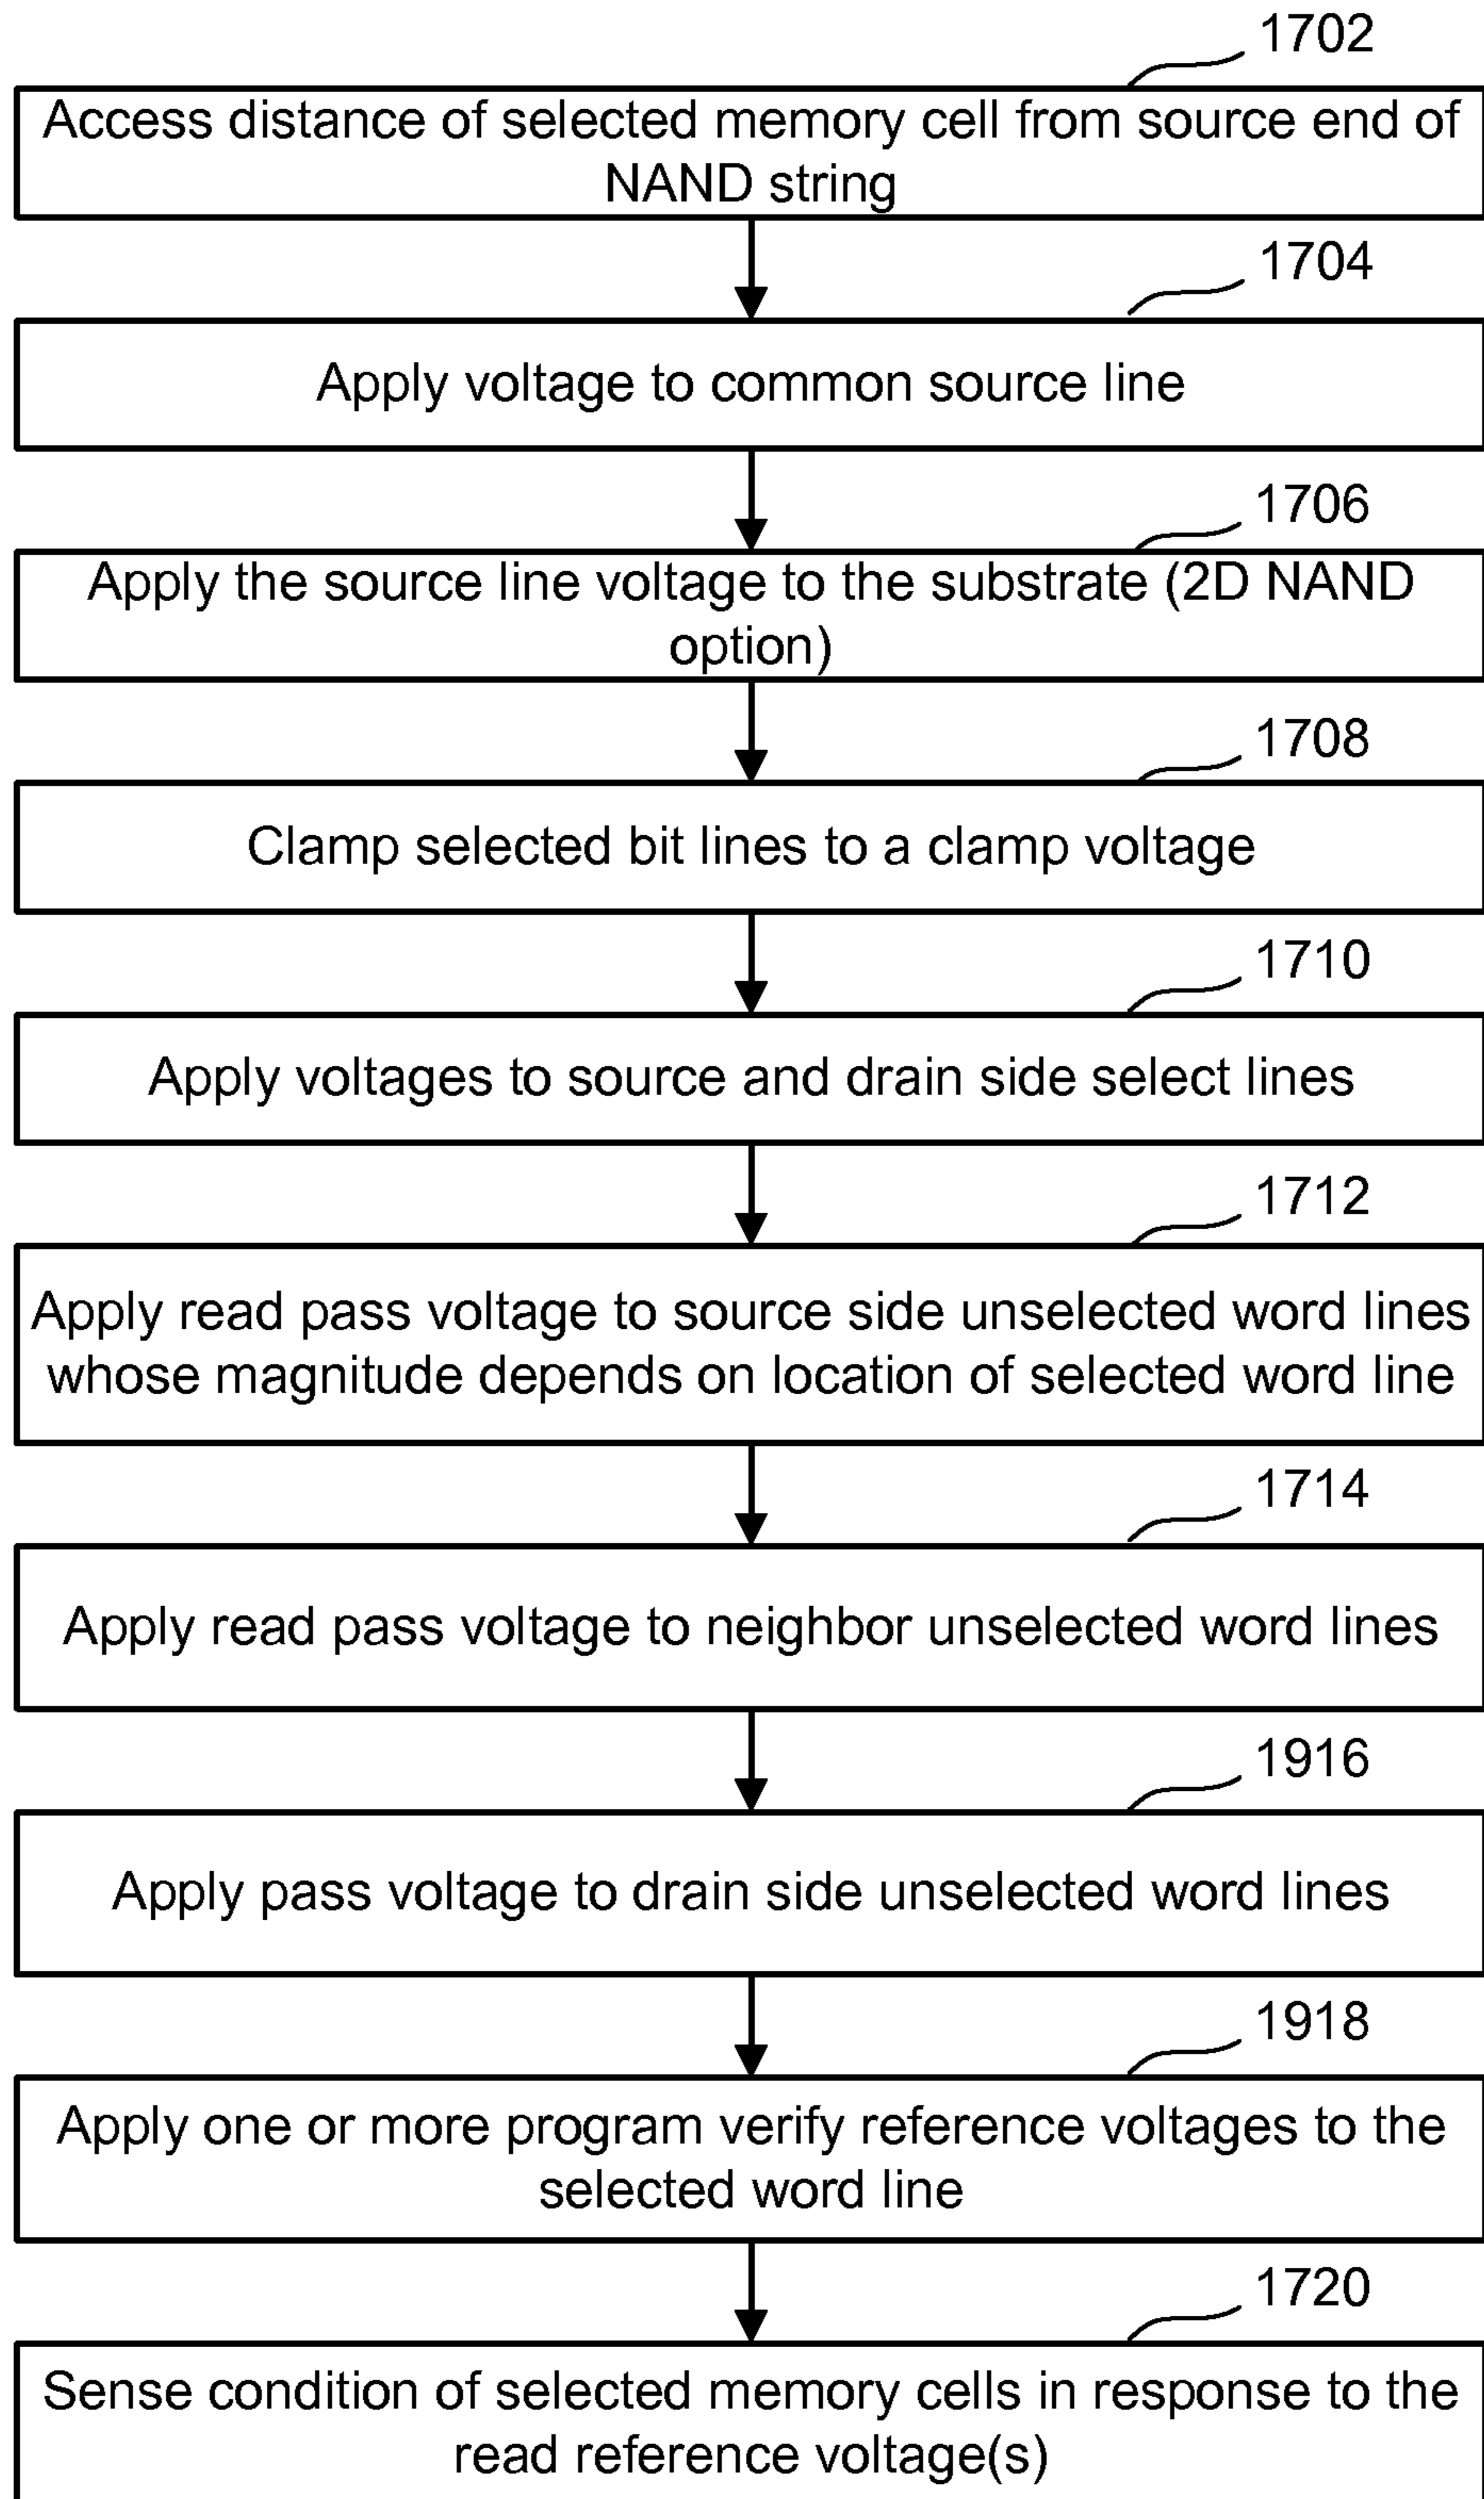 1702
Access distance of selected memory cell from source end of
NAND string
1704
Apply voltage to common source line
1706
Apply the source line voltage to the substrate (2D NAND
option)
1708
Clamp selected bit lines to a clamp voltage
1710
Apply voltages to source and drain side select lines
1712
Apply read pass voltage to source side unselected word lines
whose magnitude depends on location of selected word line
1714
Apply read pass voltage to neighbor unselected word lines
1916
Apply pass voltage to drain side unselected word lines
1918
Apply one or more program verify reference voltages to the
selected word line
1720
Sense condition of selected memory cells in response to the
read reference voltage(s)